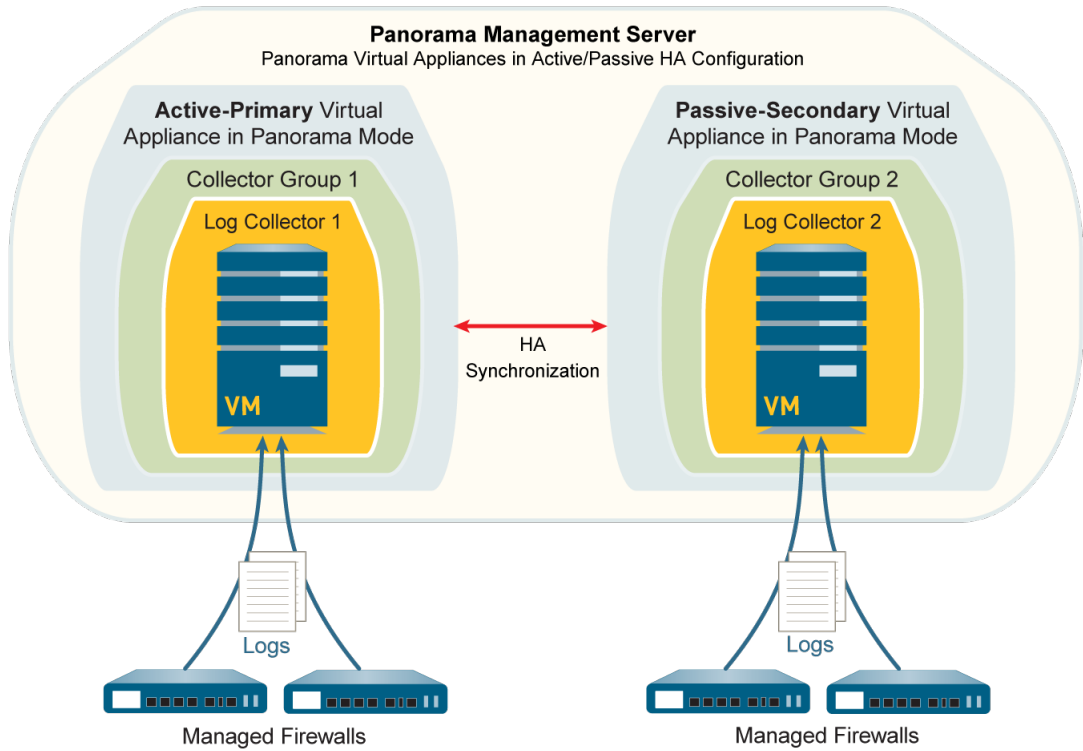 Panorama Management Server
Panorama Virtual Appliances in Active/Passive HA Configuration
Active-Primary Virtual
Appliance in Panorama Mode
Collector Group 1
Log Collector 1
VM
Passive-Secondary Virtual
Appliance in Panorama Mode
Collector Group 2
Log Collector 2
VM
HA
Synchronization
Logs
Managed Firewalls
Logs
Managed Firewalls